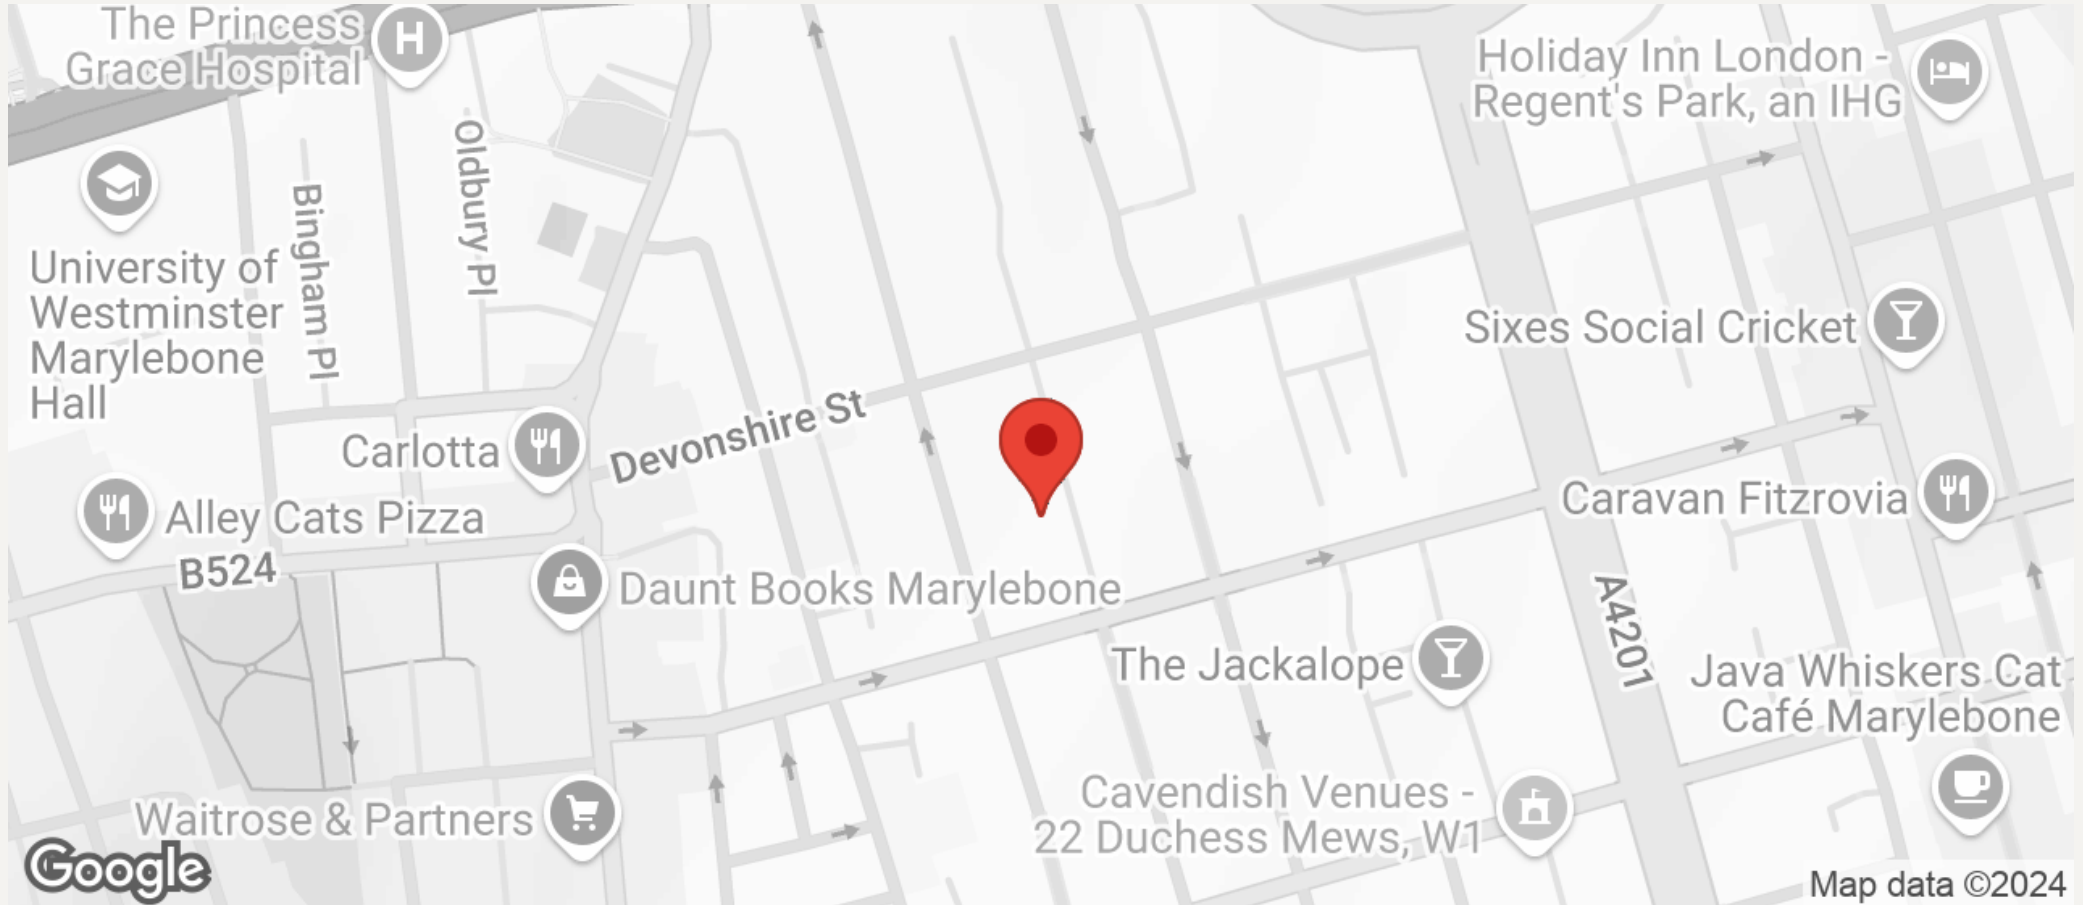 The Princess
Grace Hospital
H
Holiday Inn London -
Regent's Park, an IHG
Oldbury Pl
Bingham Pl
University of
Westminster
Marylebone
Hall
Sixes Social Cricket
Devonshire St
Carlotta
Alley Cats Pizza
Caravan Fitzrovia
B524
Daunt Books Marylebone
A4201
The Jackalope
Java Whiskers Cat
Café Marylebone
Cavendish Venues -
22 Duchess Mews, W1
Waitrose & Partners
Google
Map data ©2024